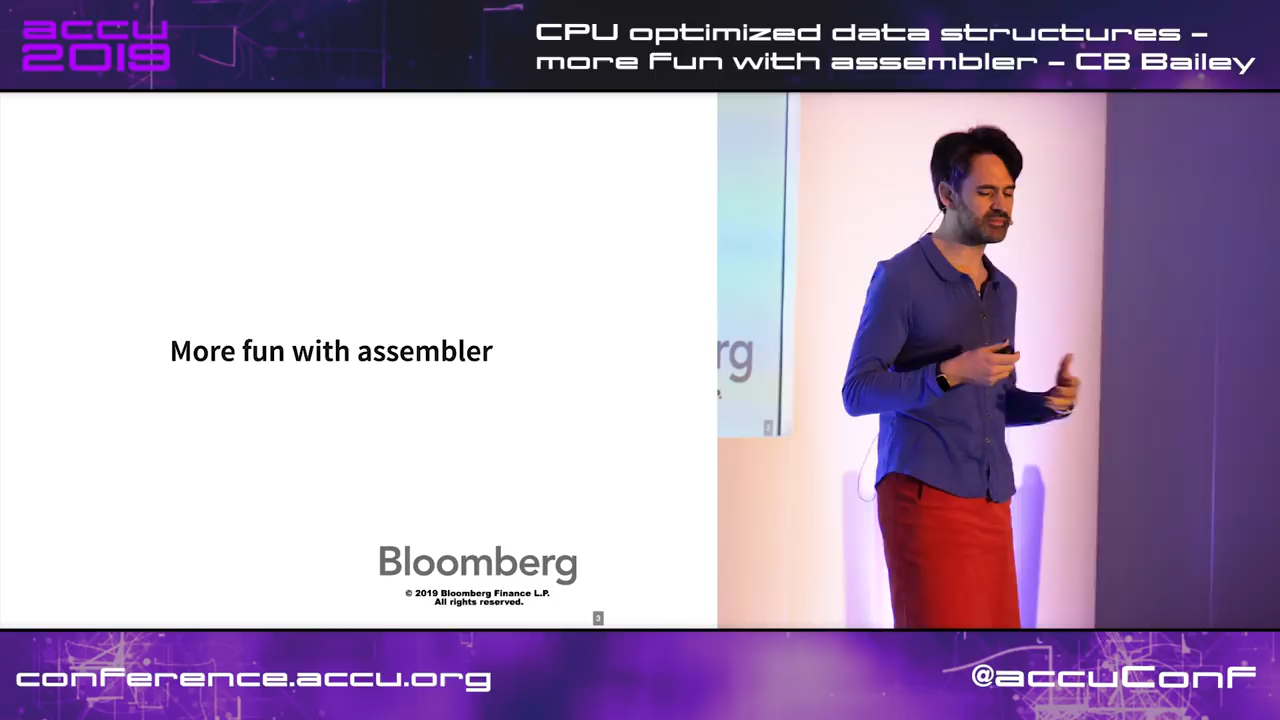 accu
2019
CPU optimized data structures –
more fun with assembler – CB Bailey
More fun with assembler
Bloomberg
© 2019 Bloomberg Finance L.P.
All rights reserved.
3
rg
P.
2
conference.accu.org
@accuConf